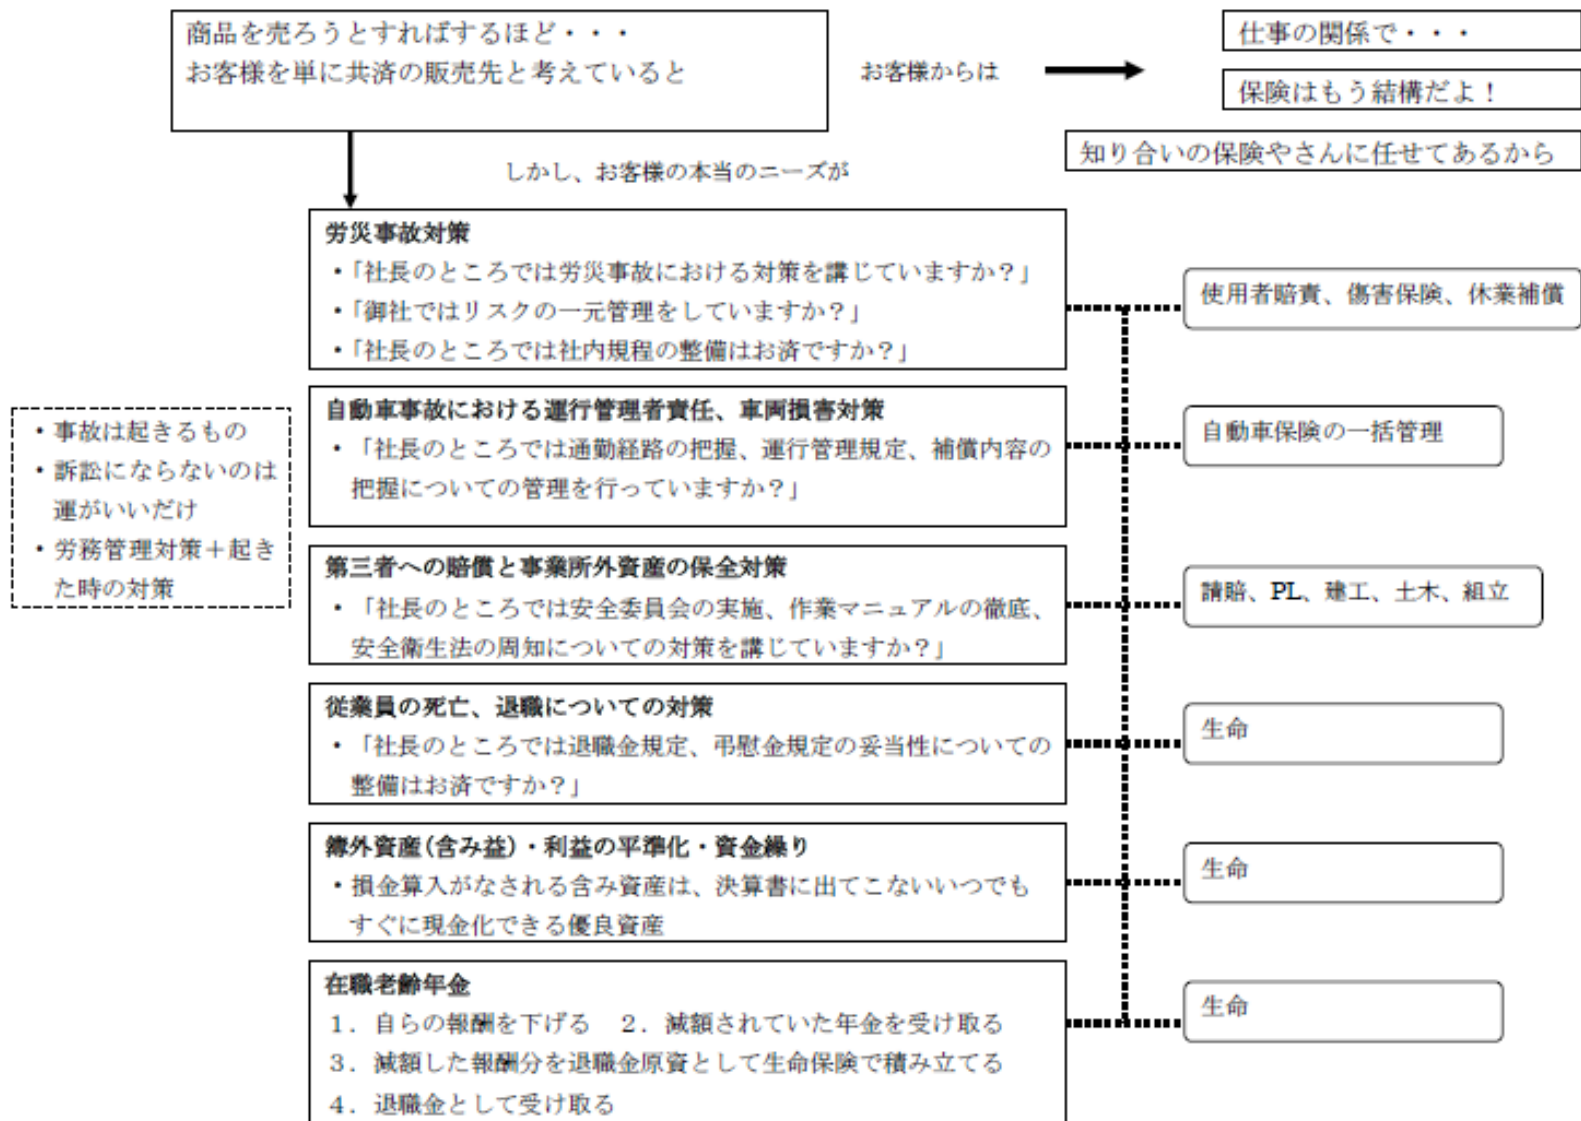 商品を売ろうとすればするほど・・・
お客様を単に共済の販売先と考えていると
お客様からは
仕事の関係で・・・
保険はもう結構だよ！
知り合いの保険やさんに任せてあるから
しかし、お客様の本当のニーズが
労災事故対策
・「社長のところでは労災事故における対策を講じていますか？」
・「御社ではリスクの一元管理をしていますか？」
・「社長のところでは社内規程の整備はお済ですか？」
使用者賠責、傷害保険、休業補償
・事故は起きるもの
・訴訟にならないのは
運がいいだけ
・労務管理対策＋起き
た時の対策
自動車事故における運行管理者責任、車両損害対策
・「社長のところでは通勤経路の把握、運行管理規定、補償内容の
把握についての管理を行っていますか？」
自動車保険の一括管理
第三者への賠償と事業所外資産の保全対策
・「社長のところでは安全委員会の実施、作業マニュアルの徹底、
安全衛生法の周知についての対策を講じていますか？」
請賠、PL、建工、土木、組立
従業員の死亡、退職についての対策
・「社長のところでは退職金規定、弔慰金規定の妥当性についての
整備はお済ですか？」
生命
簿外資産(含み益)・利益の平準化・資金繰り
・損金算入がなされる含み資産は、決算書に出てこないいつでも
すぐに現金化できる優良資産
生命
在職老齢年金
１．自らの報酬を下げる　２．減額されていた年金を受け取る
３．減額した報酬分を退職金原資として生命保険で積み立てる
４．退職金として受け取る
生命